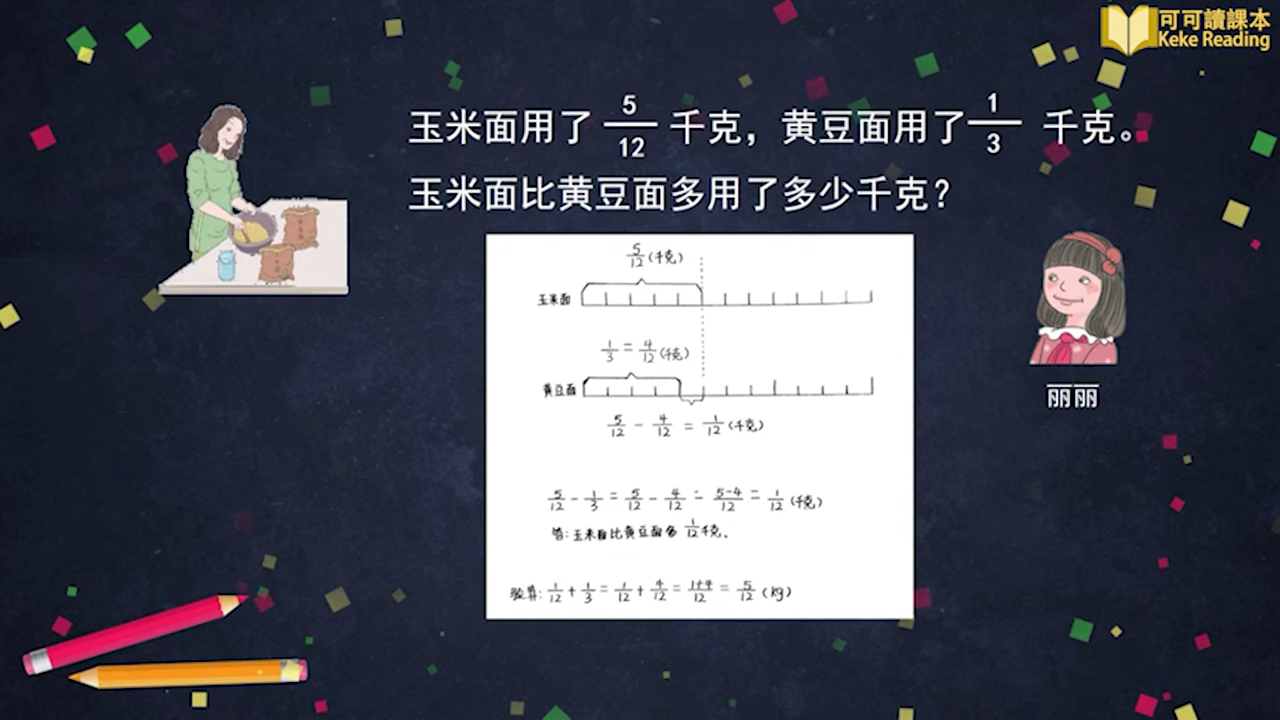 可可讀課本
Keke Reading
玉米面用了 5/12 千克，黄豆面用了 1/3 千克。
玉米面比黄豆面多用了多少千克？
5/12(千克)
玉米面
1/3 = 4/12(千克)
黄豆面
5/12 - 4/12 = 1/12(千克)
5/12 - 1/3 = 5/12 - 4/12 = 5-4/12 = 1/12(千克)
答：玉米面比黄豆面多 1/12千克。
验算：1/12 + 1/3 = 1/12 + 4/12 = 1+4/12 = 5/12(kg)
丽丽